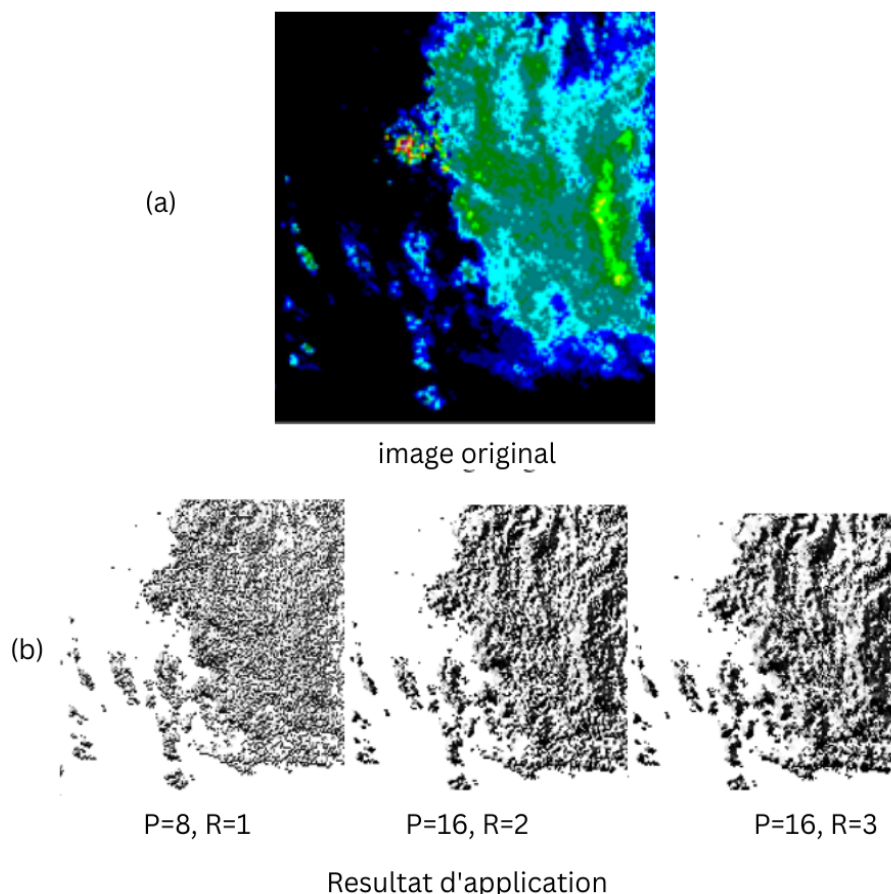 (a)
image original
(b)
P=8, R=1
P=16, R=2
P=16, R=3
Resultat d'application